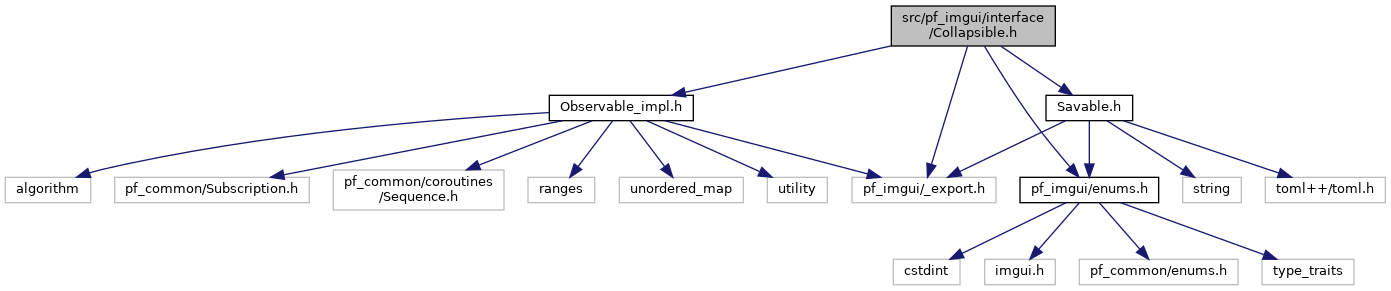 src/pf_imgui/interface
/Collapsible.h
Observable_impl.h
Savable.h
algorithm
pf_common/Subscription.h
pf_common/coroutines
/Sequence.h
ranges
unordered_map
utility
pf_imgui/_export.h
pf_imgui/enums.h
string
toml++/toml.h
cstdint
imgui.h
pf_common/enums.h
type_traits